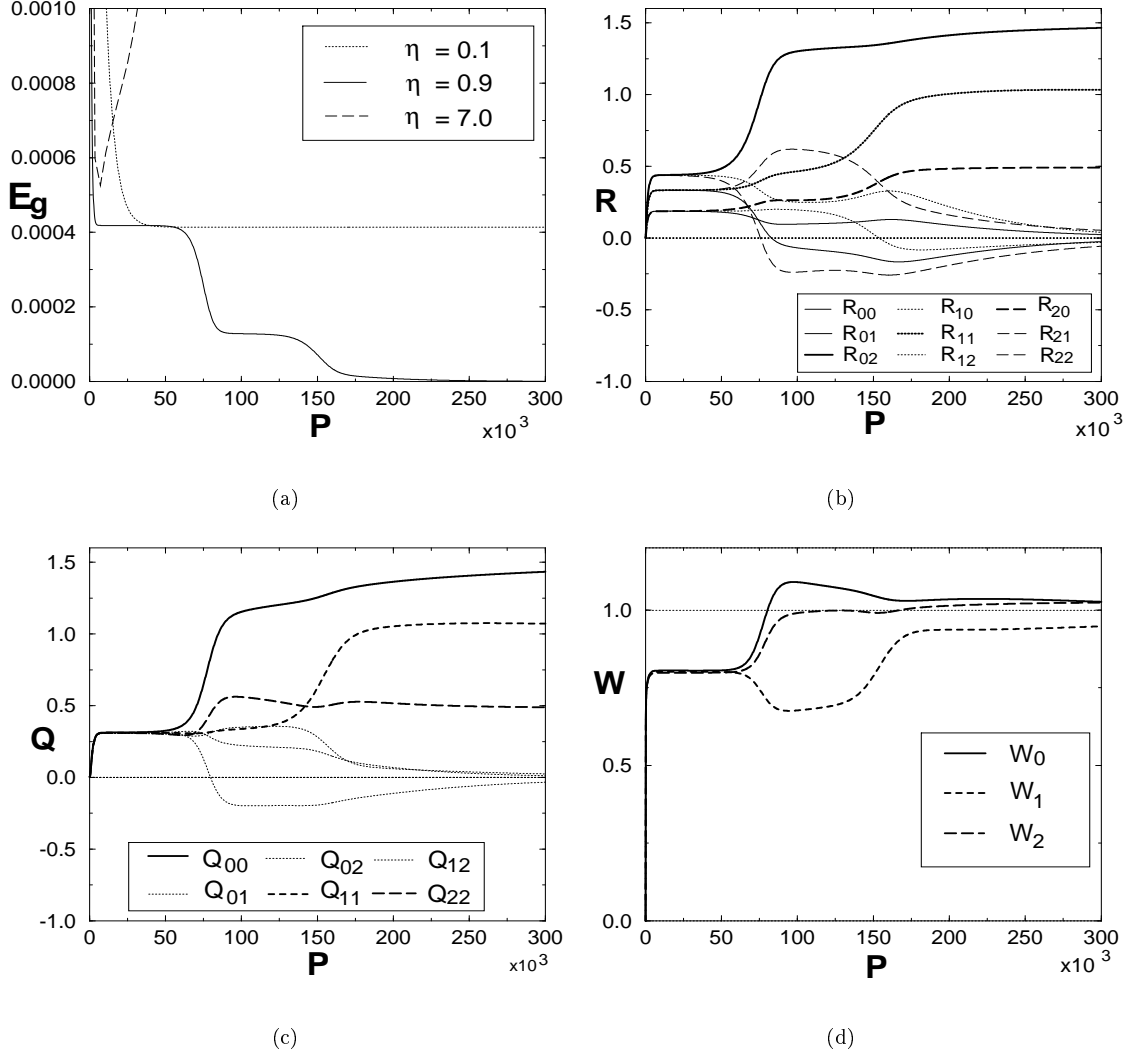 0.0010
0.0008
0.0006
0.0004
0.0002
0.0000
Eg
η = 0.1
η = 0.9
η = 7.0
0 50 100 150 200 250 300
P
x10³
(a)
1.5
1.0
0.5
0.0
-0.5
-1.0
R
R00 R10 R20
R01 R11 R21
R02 R12 R22
0 50 100 150 200 250 300
P
x10³
(b)
1.5
1.0
0.5
0.0
-0.5
-1.0
Q
Q00 Q02 Q12
Q01 Q11 Q22
0 50 100 150 200 250 300
P
x10³
(c)
1.0
0.5
0.0
W
W0
W1
W2
0 50 100 150 200 250 300
P
x10³
(d)